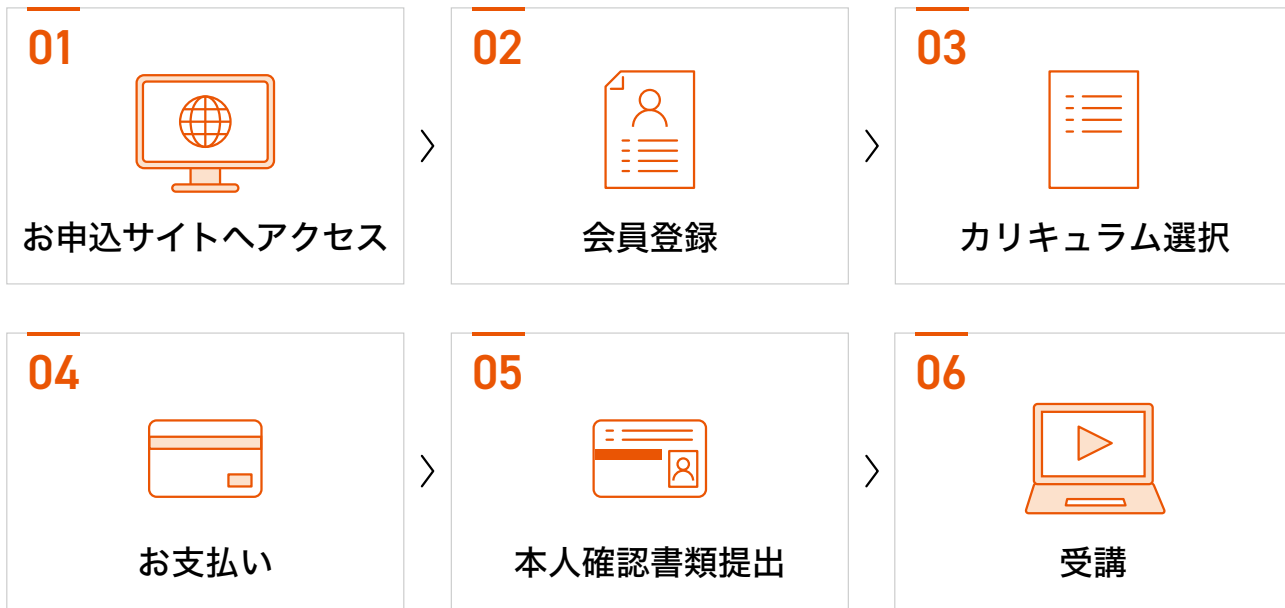 01
お申込サイトへアクセス
02
会員登録
03
カリキュラム選択
04
お支払い
05
本人確認書類提出
06
受講